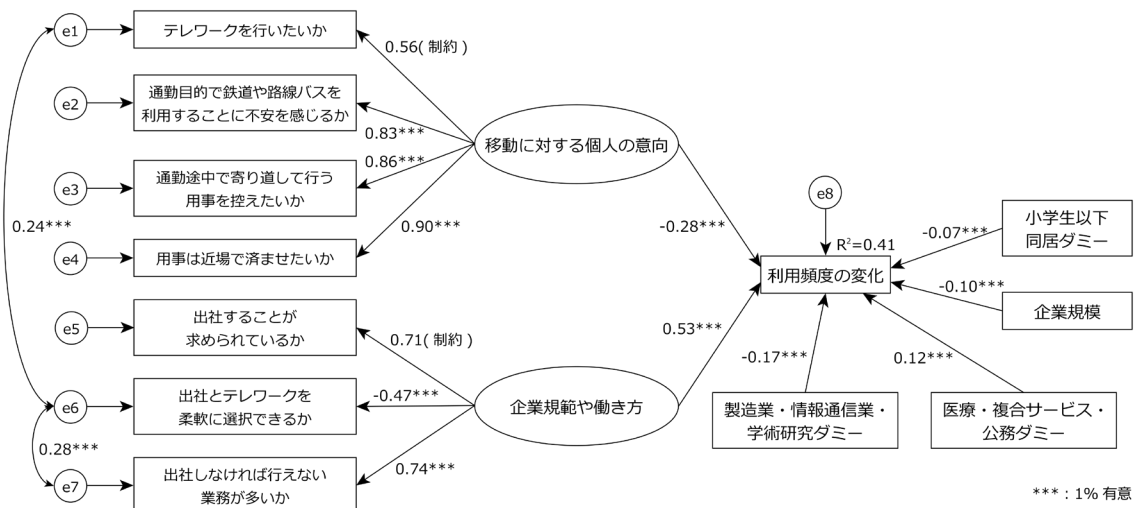 e1
テレワークを行いたいか
0.56( 制約 )
e2
通勤目的で鉄道や路線バスを
利用することに不安を感じるか
0.83***
移動に対する個人の意向
e3
通勤途中で寄り道して行う
用事を控えたいか
0.86***
0.24***
e4
用事は近場で済ませたいか
0.90***
-0.28***
e8
R²=0.41
利用頻度の変化
-0.07***
小学生以下
同居ダミー
-0.10***
企業規模
e5
出社することが
求められているか
0.71( 制約 )
0.53***
-0.17***
0.12***
e6
出社とテレワークを
柔軟に選択できるか
-0.47***
企業規範や働き方
製造業・情報通信業・
学術研究ダミー
医療・複合サービス・
公務ダミー
0.28***
e7
出社しなければ行えない
業務が多いか
0.74***
***：1% 有意